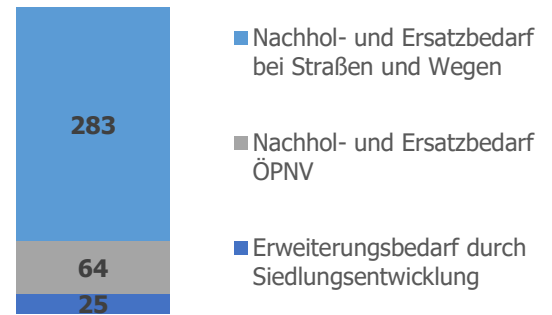 Nachhol- und Ersatzbedarf
bei Straßen und Wegen
283
Nachhol- und Ersatzbedarf
ÖPNV
64
Erweiterungsbedarf durch
Siedlungsentwicklung
25